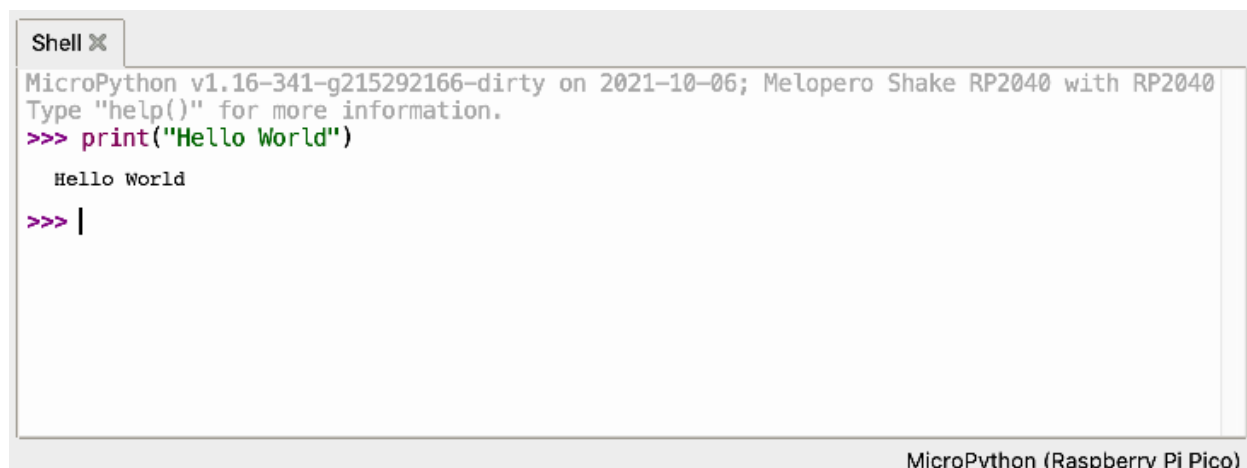 Shell
MicroPython v1.16-341-g215292166-dirty on 2021-10-06; Melopero Shake RP2040 with RP2040
Type "help()" for more information.
>>> print("Hello World")
Hello World
>>>
MicroPython (Raspberry Pi Pico)